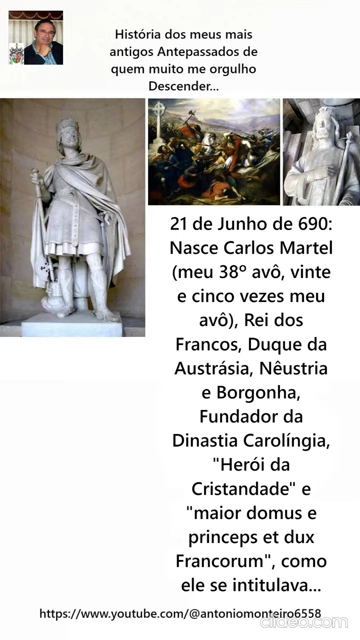 História dos meus mais
antigos Antepassados de
quem muito me orgulho
Descender...
21 de Junho de 690:
Nasce Carlos Martel
(meu 38º avô, vinte
e cinco vezes meu
avô), Rei dos
Francos, Duque da
Austrásia, Nêustria
e Borgonha,
Fundador da
Dinastia Carolíngia,
"Herói da
Cristandade" e
"maior domus e
princeps et dux
Francorum", como
ele se intitulava...
https://www.youtube.com/@antoniomonteiro6558
clideo.com